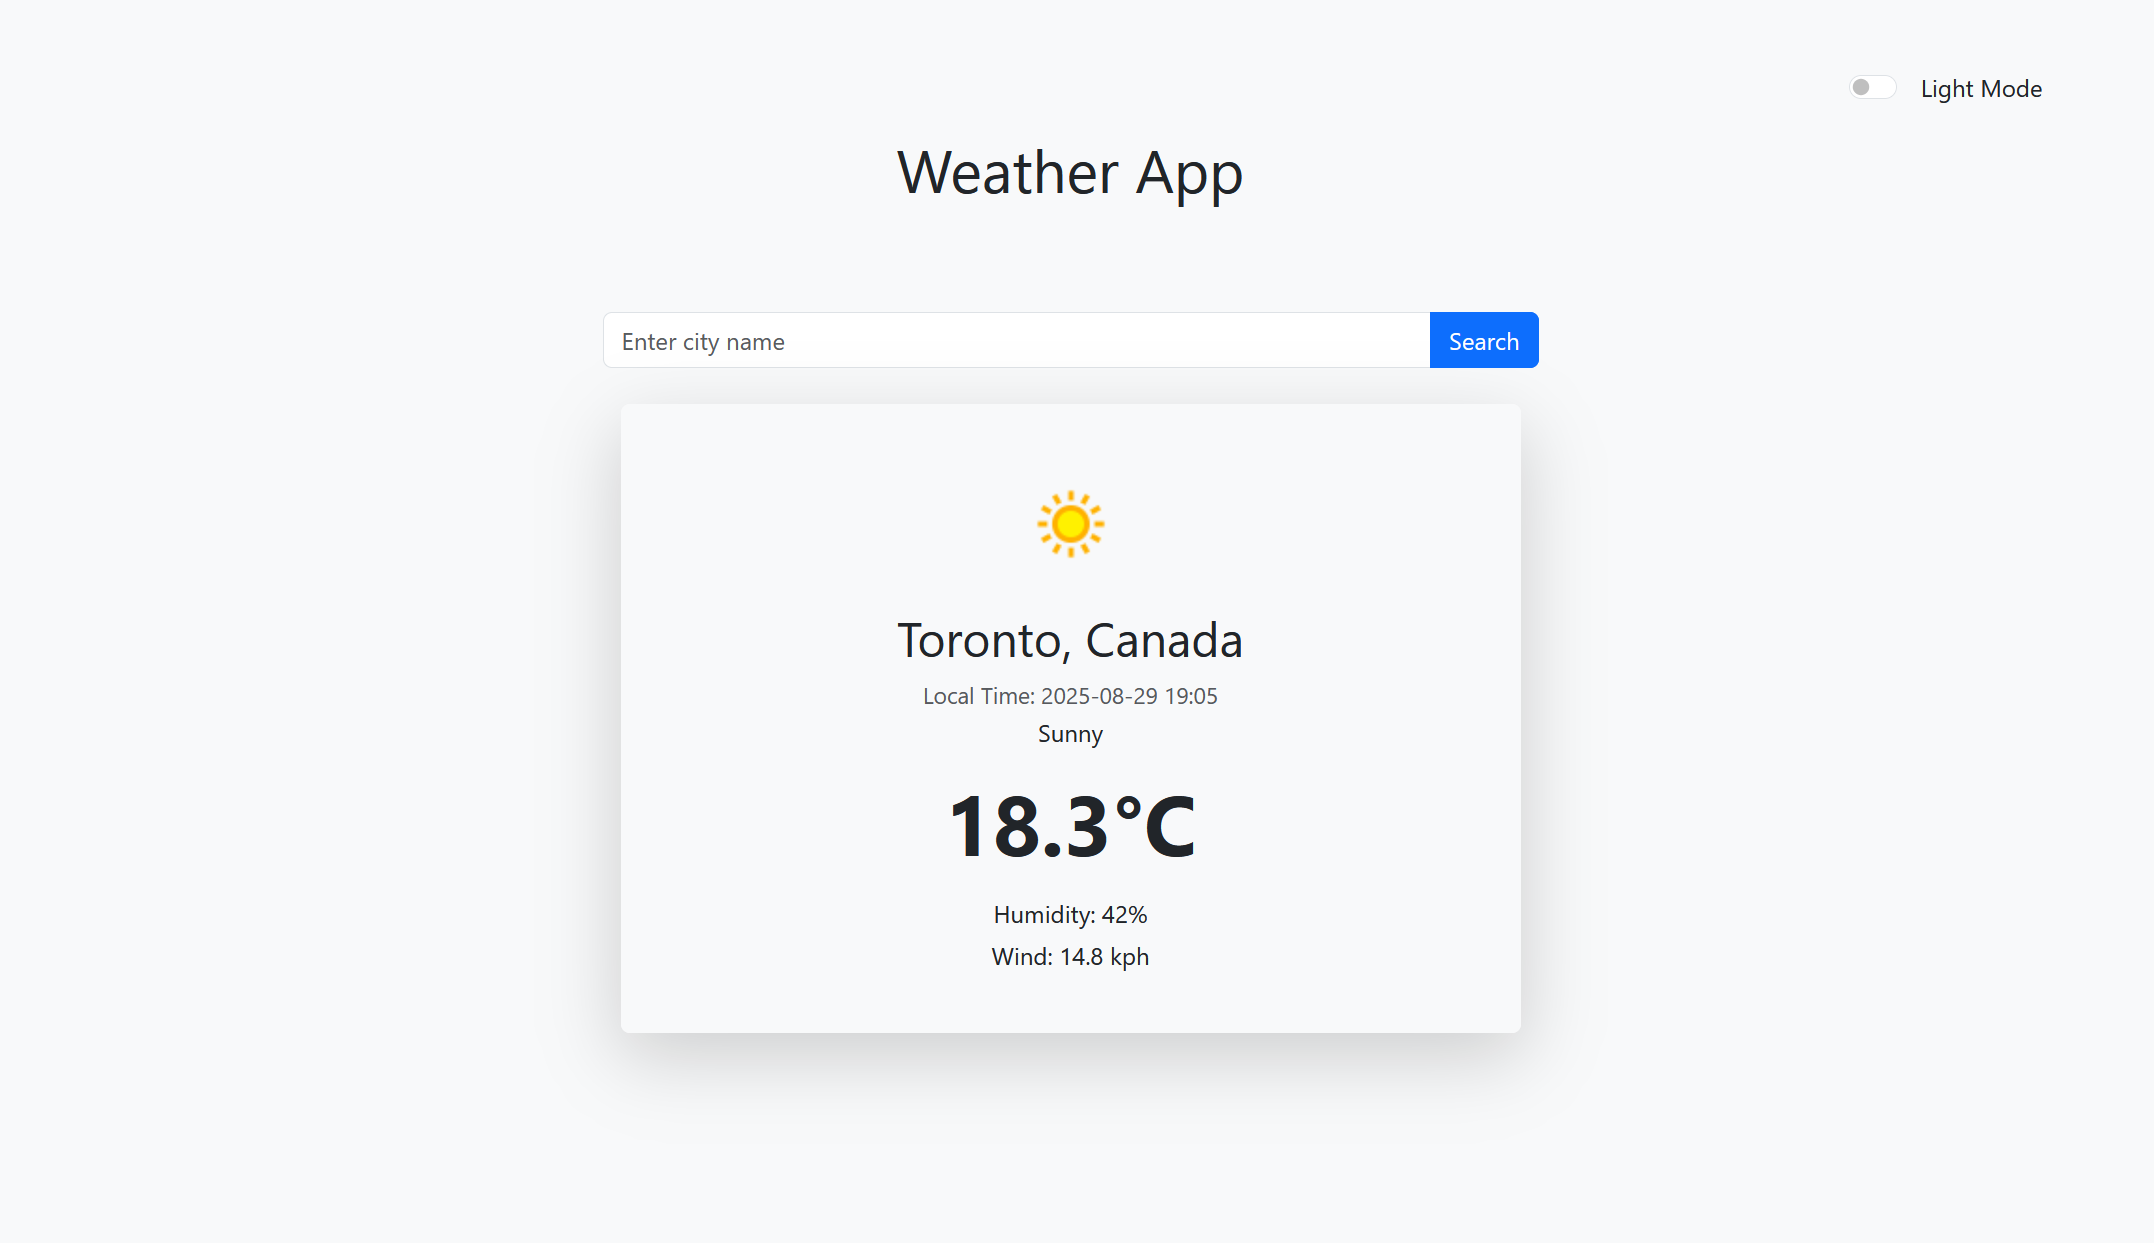 Light Mode
Weather App
Enter city name
Search
Toronto, Canada
Local Time: 2025-08-29 19:05
Sunny
18.3°C
Humidity: 42%
Wind: 14.8 kph